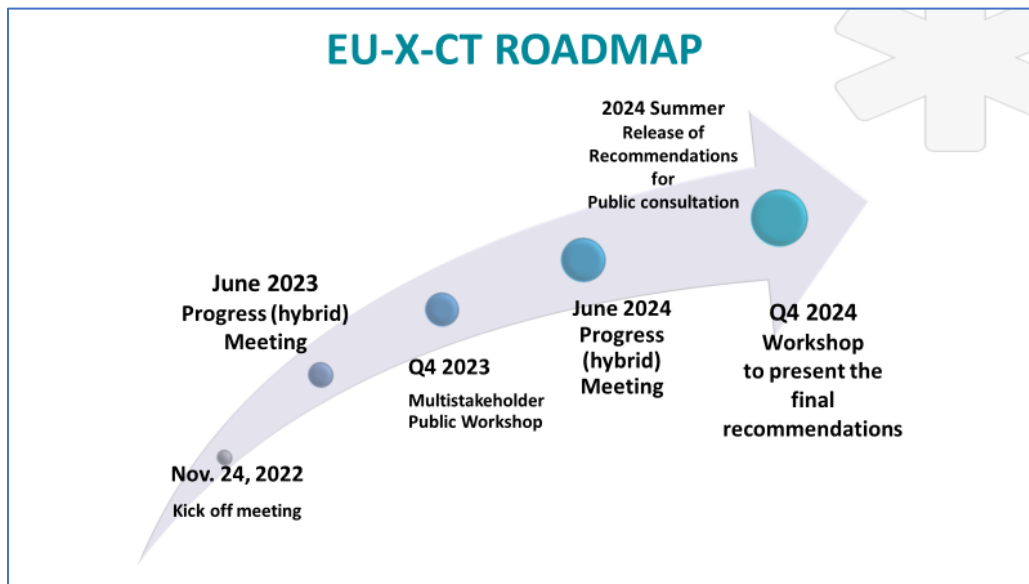 EU-X-CT ROADMAP
2024 Summer
Release of
Recommendations
for
Public consultation
June 2023
Progress (hybrid)
Meeting
Q4 2023
Multistakeholder
Public Workshop
June 2024
Progress
(hybrid)
Meeting
Q4 2024
Workshop
to present the
final
recommendations
Nov. 24, 2022
Kick off meeting